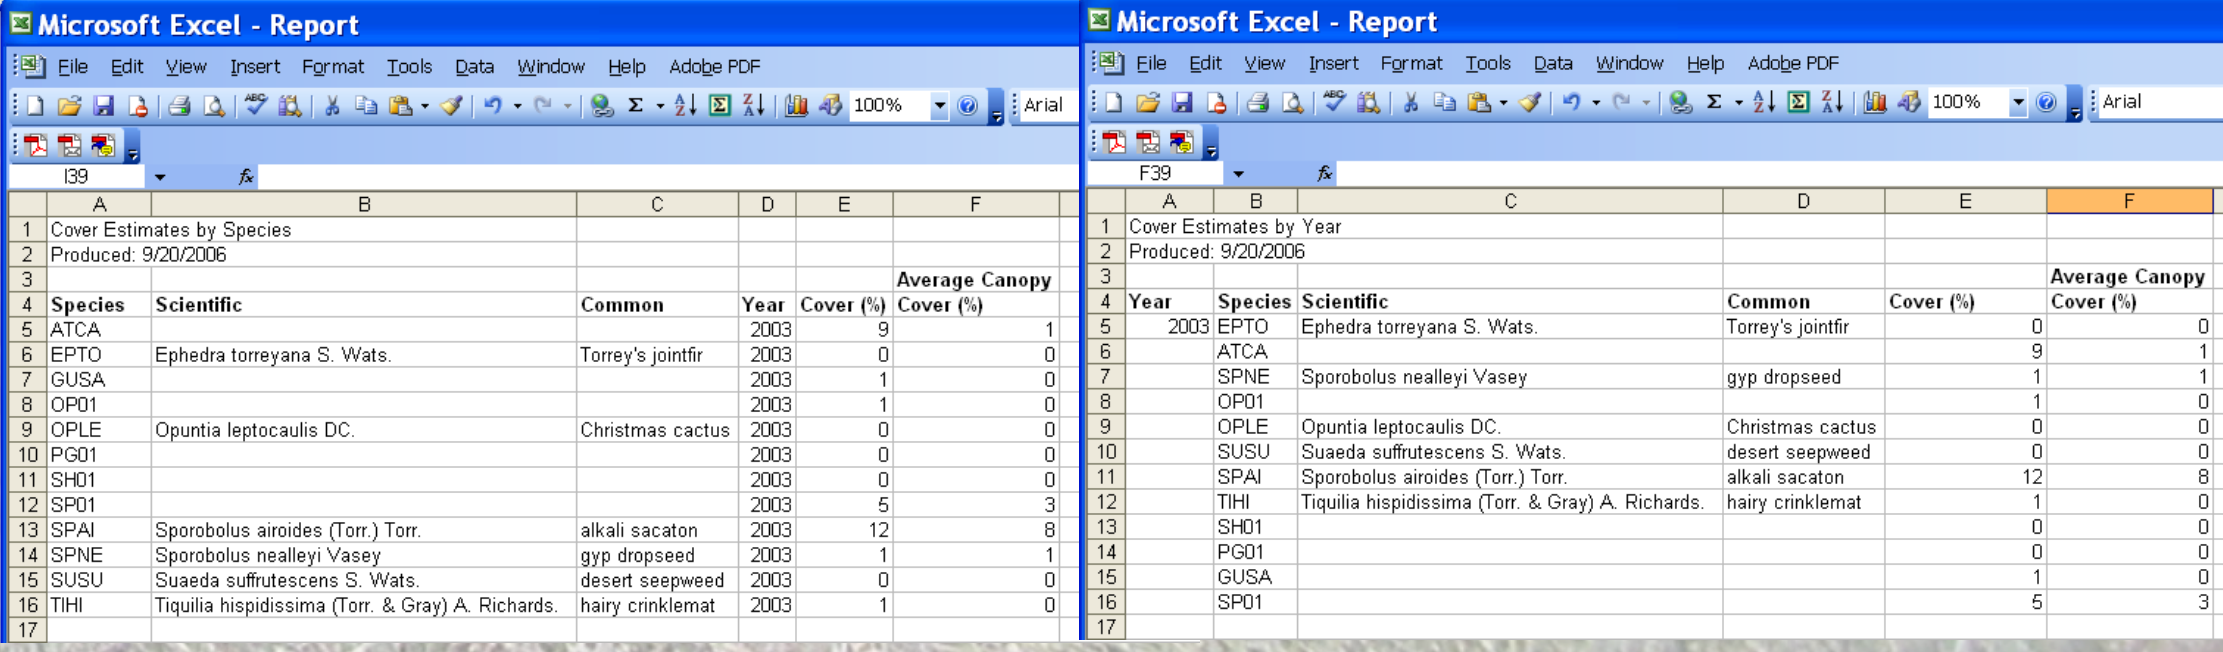 Microsoft Excel - Report
File Edit View Insert Format Tools Data Window Help Adobe PDF
100% Arial
I39 fx
A B C D E F
1 Cover Estimates by Species
2 Produced: 9/20/2006
3 Average Canopy
4 Species Scientific Common Year Cover (%) Cover (%)
5 ATCA 2003 9 1
6 EPTO Ephedra torreyana S. Wats. Torrey's jointfir 2003 0 0
7 GUSA 2003 1 0
8 OP01 2003 1 0
9 OPLE Opuntia leptocaulis DC. Christmas cactus 2003 0 0
10 PG01 2003 0 0
11 SH01 2003 0 0
12 SP01 2003 5 3
13 SPAI Sporobolus airoides (Torr.) Torr. alkali sacaton 2003 12 8
14 SPNE Sporobolus nealleyi Vasey gyp dropseed 2003 1 1
15 SUSU Suaeda suffrutescens S. Wats. desert seepweed 2003 0 0
16 TIHI Tiquilia hispidissima (Torr. & Gray) A. Richards. hairy crinklemat 2003 1 0
17
Microsoft Excel - Report
File Edit View Insert Format Tools Data Window Help Adobe PDF
100% Arial
F39 fx
A B C D E F
1 Cover Estimates by Year
2 Produced: 9/20/2006
3 Average Canopy
4 Year Species Scientific Common Cover (%) Cover (%)
5 2003 EPTO Ephedra torreyana S. Wats. Torrey's jointfir 0 0
6 ATCA 9 1
7 SPNE Sporobolus nealleyi Vasey gyp dropseed 1 1
8 OP01 1 0
9 OPLE Opuntia leptocaulis DC. Christmas cactus 0 0
10 SUSU Suaeda suffrutescens S. Wats. desert seepweed 0 0
11 SPAI Sporobolus airoides (Torr.) Torr. alkali sacaton 12 8
12 TIHI Tiquilia hispidissima (Torr. & Gray) A. Richards. hairy crinklemat 1 0
13 SH01 0 0
14 PG01 0 0
15 GUSA 1 0
16 SP01 5 3
17